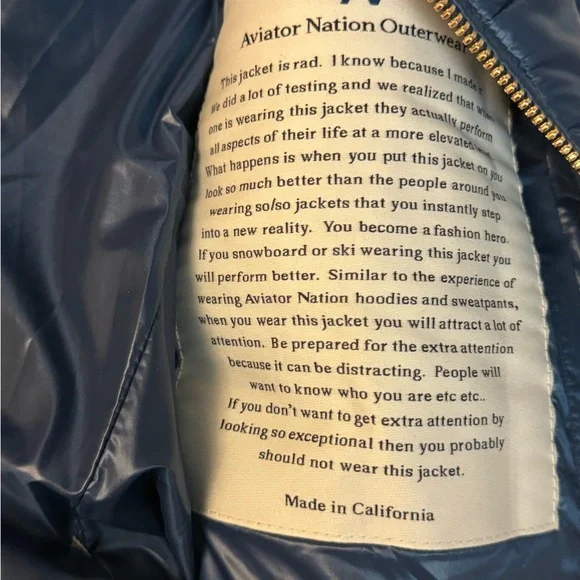 N
Aviator Nation Outerwear
This jacket is rad. I know because I made it
We did a lot of testing and we realized that when
one is wearing this jacket they actually perform
all aspects of their life at a more elevated
What happens is when you put this jacket on you
look so much better than the people around you
wearing so/so jackets that you instantly step
into a new reality. You become a fashion hero.
If you snowboard or ski wearing this jacket you
will perform better. Similar to the experience of
wearing Aviator Nation hoodies and sweatpants,
when you wear this jacket you will attract a lot of
attention. Be prepared for the extra attention
because it can be distracting. People will
want to know who you are etc etc..
If you don't want to get extra attention by
looking so exceptional then you probably
should not wear this jacket.
Made in California